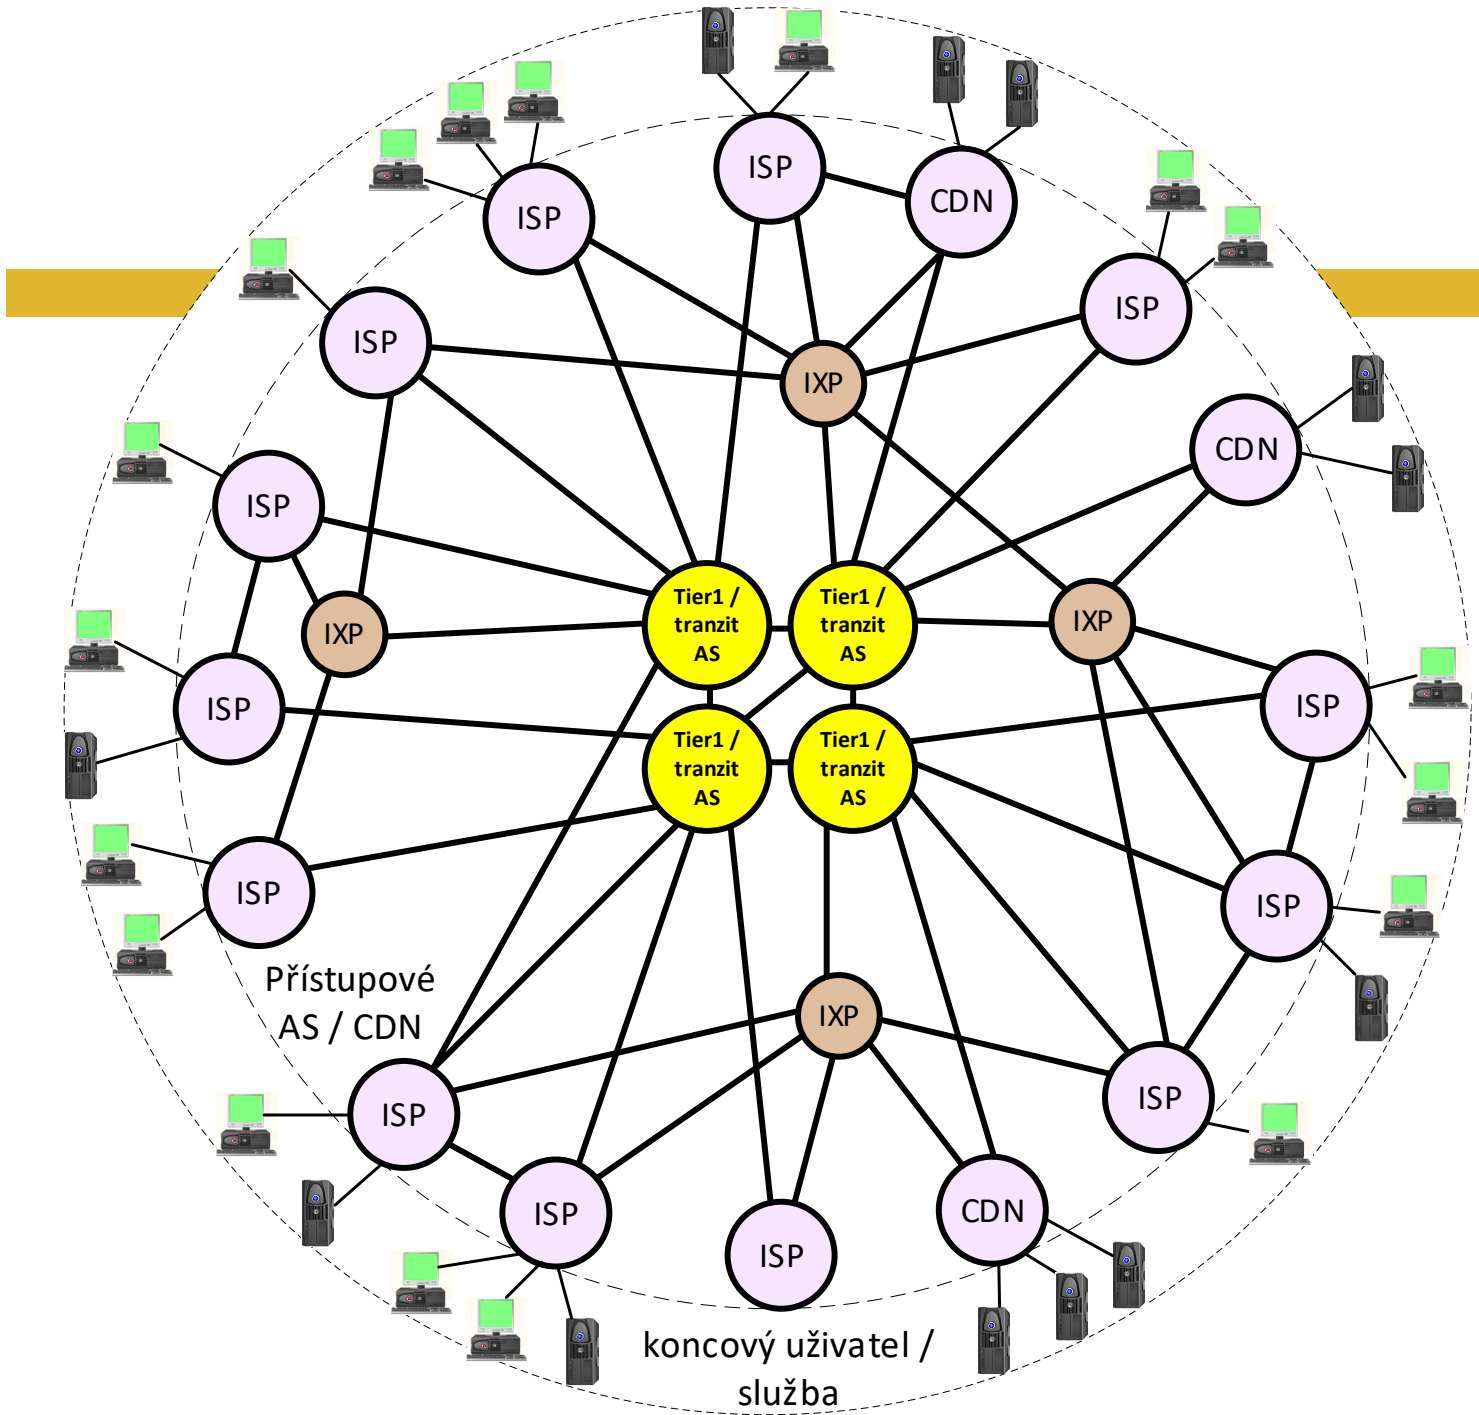 ISP
CDN
ISP
ISP
ISP
ISP
IXP
CDN
ISP
Tier1 /
tranzit
AS
Tier1 /
tranzit
AS
IXP
IXP
ISP
ISP
Tier1 /
tranzit
AS
Tier1 /
tranzit
AS
ISP
ISP
Přístupové
AS / CDN
IXP
ISP
ISP
ISP
CDN
ISP
koncový uživatel /
služba